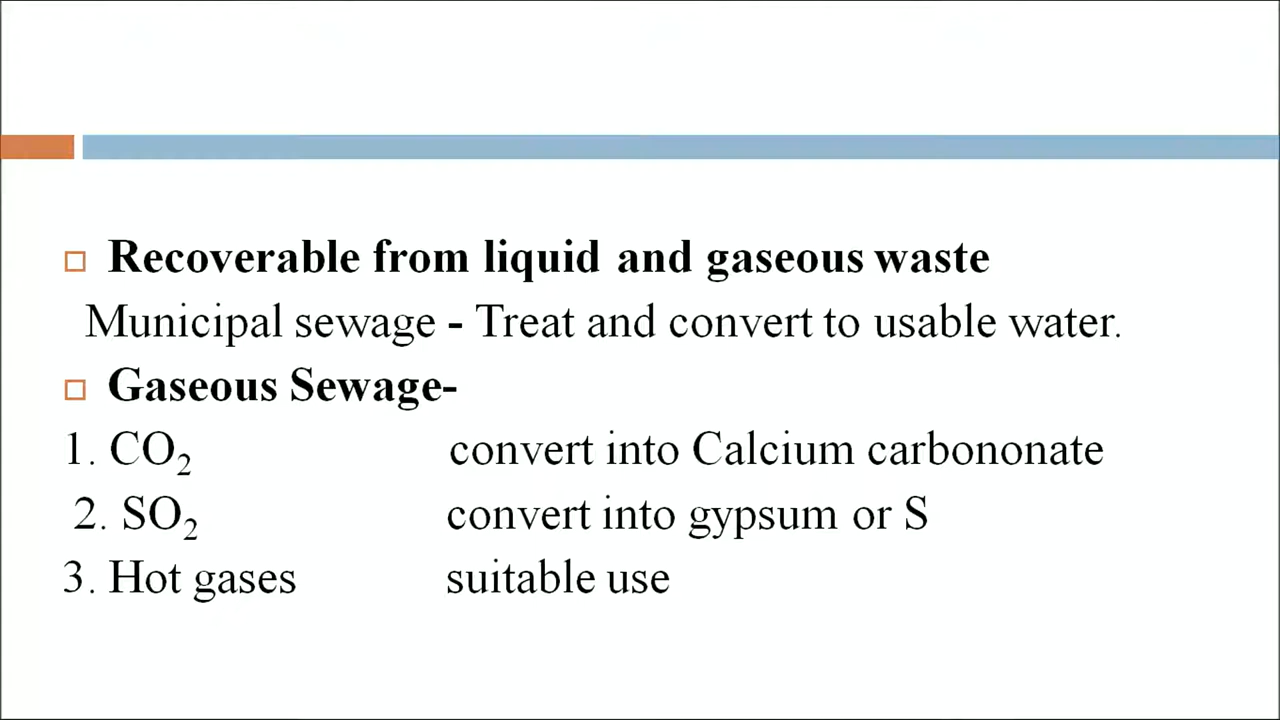 Recoverable from liquid and gaseous waste
Municipal sewage - Treat and convert to usable water.
Gaseous Sewage-
1. CO2 convert into Calcium carbononate
2. SO2 convert into gypsum or S
3. Hot gases suitable use